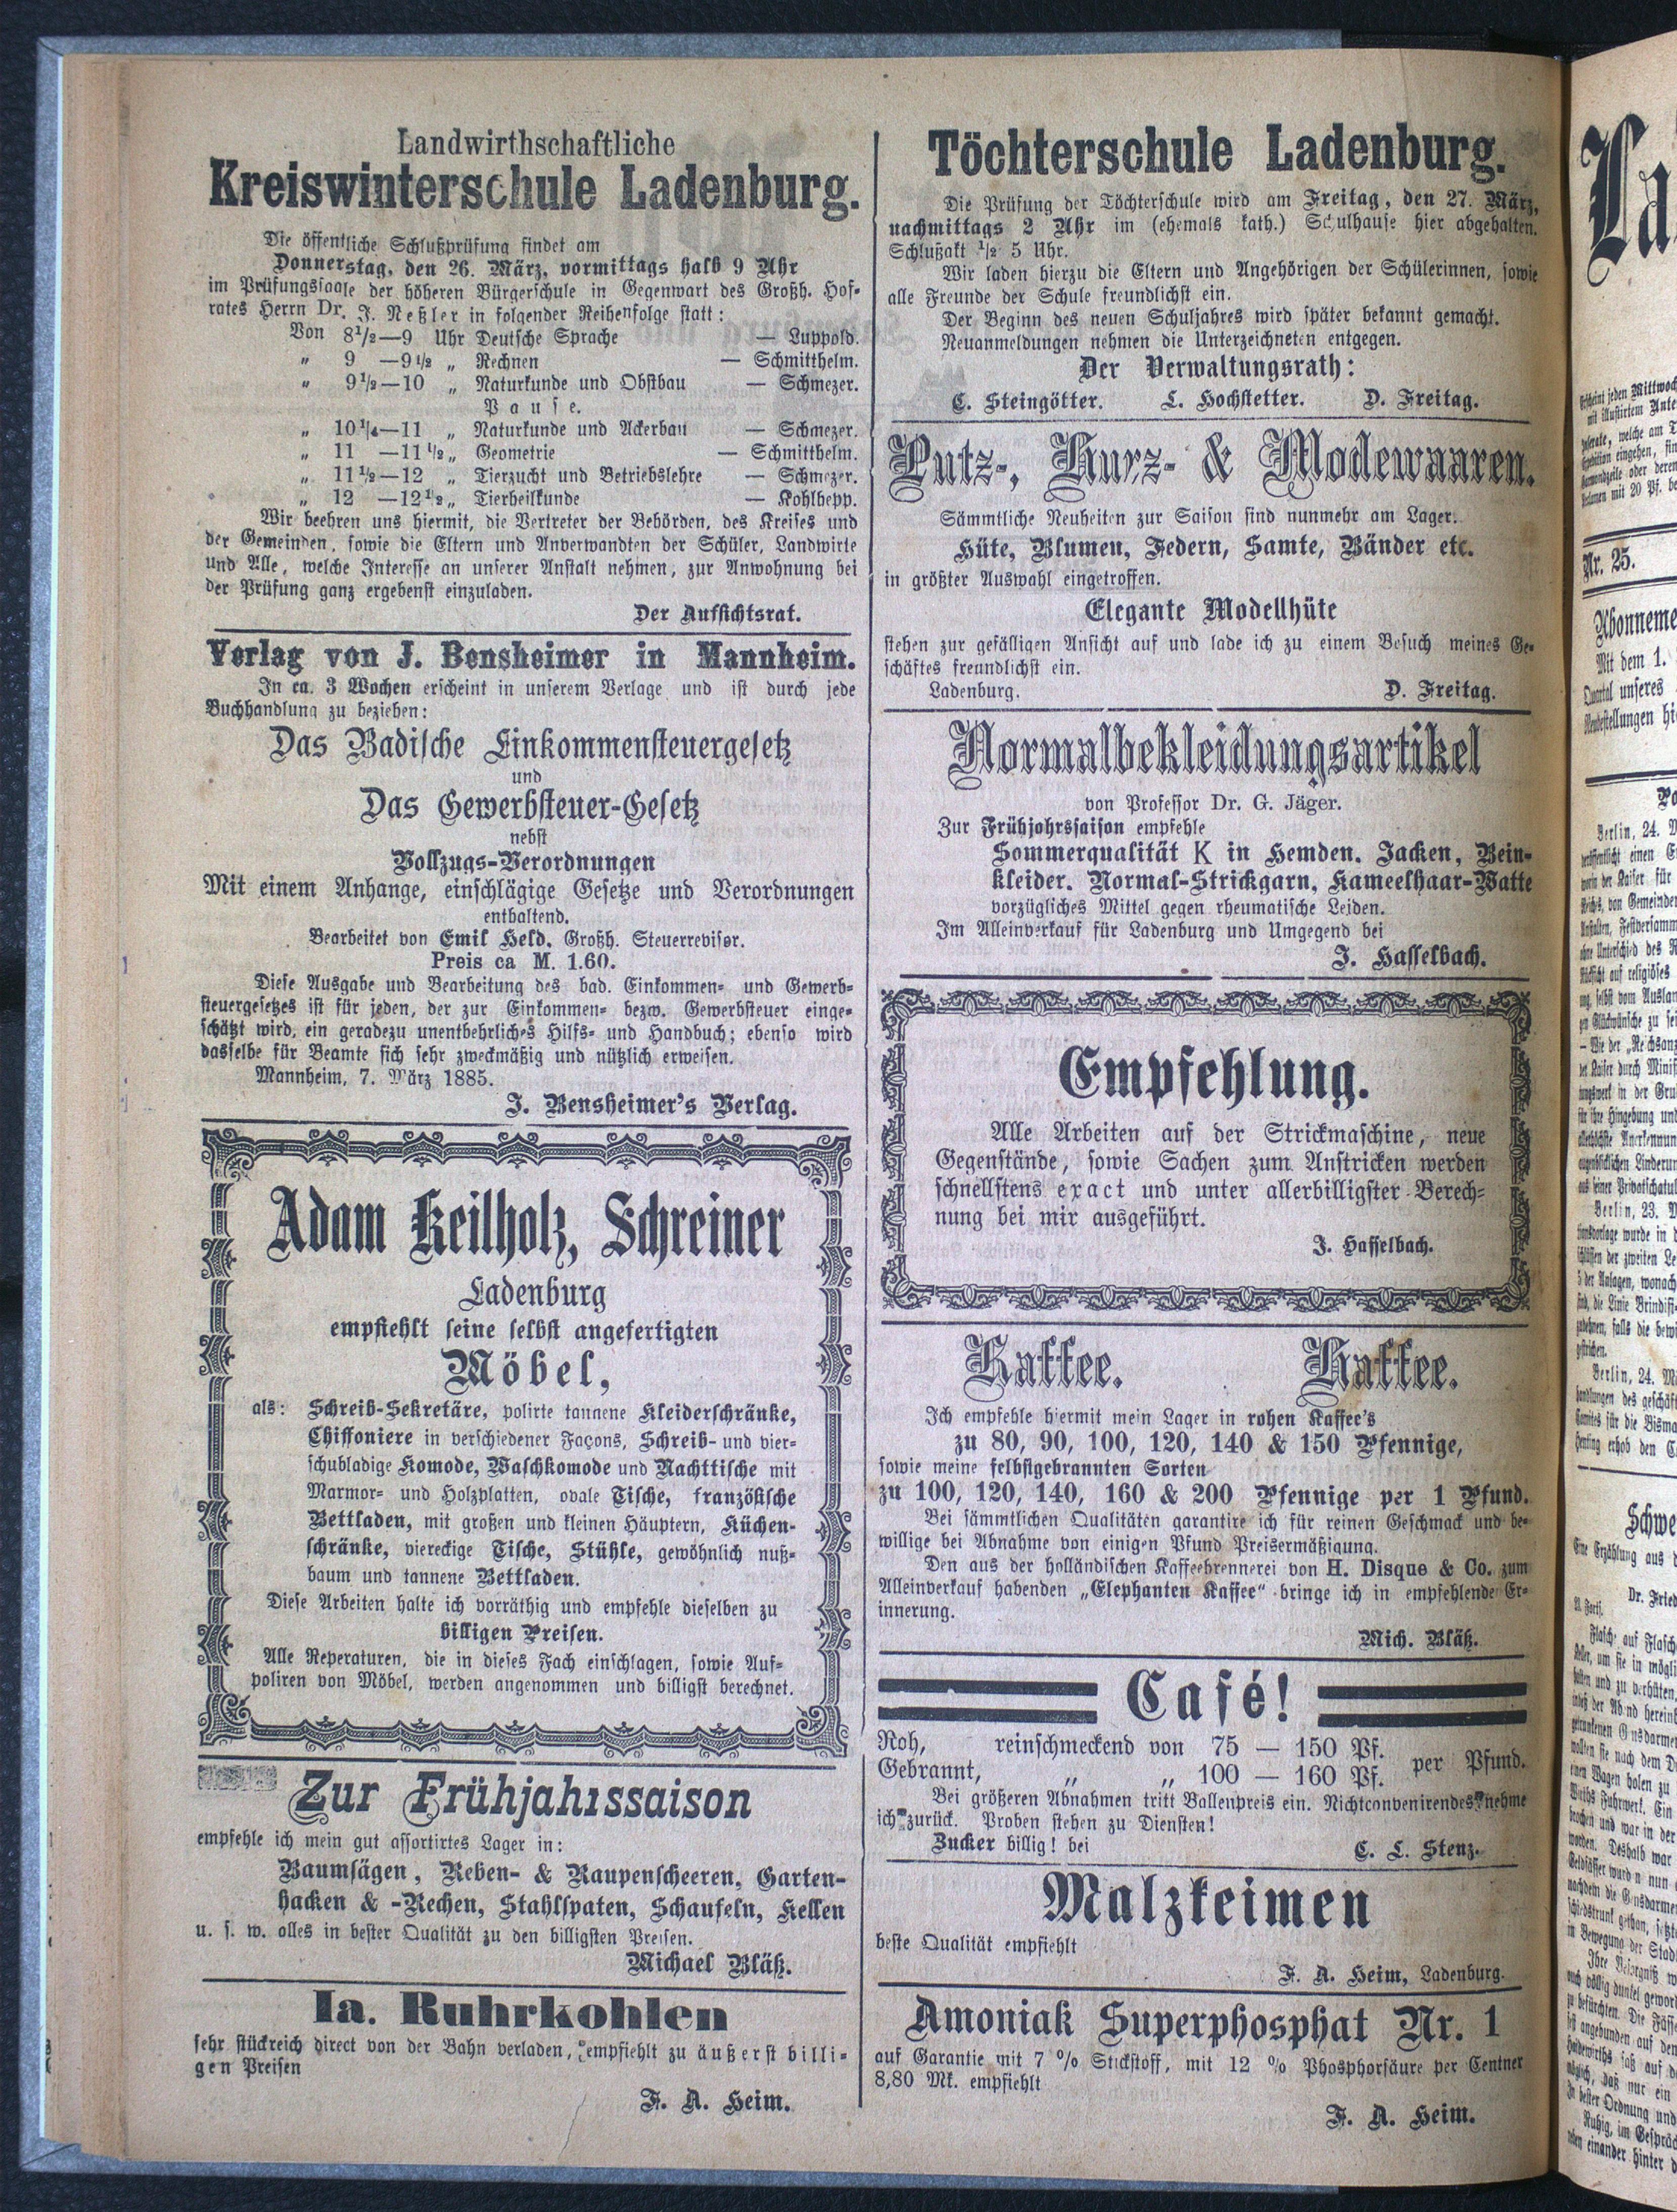 Landwirthschaftliche
Kreiswinterschule Ladenburg.
Die öffentliche Schlußprüfung findet am
Donnerstag, den 26. März, vormittags halb 9 Uhr
im Prüfungssaale der höheren Bürgerschule in Gegenwart des Großh. Hof-
rates Herrn Dr. J. Neßler in folgender Reihenfolge statt:
Von 8½—9 Uhr Deutsche Sprache — Luppold.
„ 9 —9½ „ Rechnen — Schmitthelm.
„ 9½—10 „ Naturkunde und Obstbau — Schmezer.
Pause.
„ 10¼—11 „ Naturkunde und Ackerbau — Schmezer.
„ 11 —11½ „ Geometrie — Schmitthelm.
„ 11½—12 „ Tierzucht und Betriebslehre — Schmezer.
„ 12 —12½ „ Tierheilkunde — Kohlhepp.
Wir beehren uns hiermit, die Vertreter der Behörden, des Kreises und
der Gemeinden, sowie die Eltern und Anverwandten der Schüler, Landwirte
und Alle, welche Interesse an unserer Anstalt nehmen, zur Anwohnung bei
der Prüfung ganz ergebenst einzuladen.
Der Aufsichtsrat.
Verlag von J. Bensheimer in Mannheim.
In ca. 3 Wochen erscheint in unserem Verlage und ist durch jede
Buchhandlung zu beziehen:
Das Badische Einkommensteuergesetz
und
Das Gewerbsteuer-Gesetz
nebst
Vollzugs-Verordnungen
Mit einem Anhange, einschlägige Gesetze und Verordnungen
enthaltend.
Bearbeitet von Emil Held, Großh. Steuerrevisor.
Preis ca M. 1.60.
Diese Ausgabe und Bearbeitung des bad. Einkommen- und Gewerb-
steuergesetzes ist für jeden, der zur Einkommen- bezw. Gewerbsteuer einge-
schätzt wird, ein geradezu unentbehrliches Hilfs- und Handbuch; ebenso wird
dasselbe für Beamte sich sehr zweckmäßig und nützlich erweisen.
Mannheim, 7. März 1885.
J. Bensheimer's Verlag.
Adam Keilholz, Schreiner
Ladenburg
empfiehlt seine selbst angefertigten
Möbel,
als: Schreib-Sekretäre, polirte tannene Kleiderschränke,
Chiffoniere in verschiedener Façons, Schreib- und vier-
schubladige Komode, Waschkomode und Nachttische mit
Marmor- und Holzplatten, ovale Tische, französische
Bettladen, mit großen und kleinen Häuptern, Küchen-
schränke, viereckige Tische, Stühle, gewöhnlich nuß-
baum und tannene Bettladen.
Diese Arbeiten halte ich vorräthig und empfehle dieselben zu
billigen Preisen.
Alle Reperaturen, die in dieses Fach einschlagen, sowie Auf-
poliren von Möbel, werden angenommen und billigst berechnet.
Zur Frühjahrssaison
empfehle ich mein gut assortirtes Lager in:
Baumsägen, Reben- & Raupenscheeren, Garten-
hacken & -Rechen, Stahlspaten, Schaufeln, Kellen
u. s. w. alles in bester Qualität zu den billigsten Preisen.
Michael Bläß.
Ia. Ruhrkohlen
sehr stückreich direct von der Bahn verladen, empfiehlt zu äußerst billi-
gen Preisen
F. A. Heim.
Töchterschule Ladenburg.
Die Prüfung der Töchterschule wird am Freitag, den 27. März,
nachmittags 2 Uhr im (ehemals kath.) Schulhause hier abgehalten.
Schlußakt ½ 5 Uhr.
Wir laden hierzu die Eltern und Angehörigen der Schülerinnen, sowie
alle Freunde der Schule freundlichst ein.
Der Beginn des neuen Schuljahres wird später bekannt gemacht.
Neuanmeldungen nehmen die Unterzeichneten entgegen.
Der Verwaltungsrath:
C. Steingötter. L. Hochstetter. D. Freitag.
Putz-, Kurz- & Modewaaren.
Sämmtliche Neuheiten zur Saison sind nunmehr am Lager.
Hüte, Blumen, Federn, Samte, Bänder etc.
in größter Auswahl eingetroffen.
Elegante Modellhüte
stehen zur gefälligen Ansicht auf und lade ich zu einem Besuch meines Ge-
schäftes freundlichst ein.
Ladenburg. D. Freitag.
Normalbekleidungsartikel
von Professor Dr. G. Jäger.
Zur Frühjahrssaison empfehle
Sommerqualität K in Hemden, Jacken, Bein-
kleider. Normal-Strickgarn, Kameelhaar-Watte
vorzügliches Mittel gegen rheumatische Leiden.
Im Alleinverkauf für Ladenburg und Umgegend bei
J. Hasselbach.
Empfehlung.
Alle Arbeiten auf der Strickmaschine, neue
Gegenstände, sowie Sachen zum Anstricken werden
schnellstens exact und unter allerbilligster Berech-
nung bei mir ausgeführt.
J. Hasselbach.
Kaffee. Kaffee.
Ich empfehle hiermit mein Lager in rohen Kaffee's
zu 80, 90, 100, 120, 140 & 150 Pfennige,
sowie meine selbstgebrannten Sorten
zu 100, 120, 140, 160 & 200 Pfennige per 1 Pfund.
Bei sämmtlichen Qualitäten garantire ich für reinen Geschmack und be-
willige bei Abnahme von einigen Pfund Preisermäßigung.
Den aus der holländischen Kaffeebrennerei von H. Disque & Co. zum
Alleinverkauf habenden „Elephanten Kaffee" bringe ich in empfehlende Er-
innerung.
Mich. Bläß.
Café!
Roh, reinschmeckend von 75 — 150 Pf.
Gebrannt, „ „ 100 — 160 Pf. per Pfund.
Bei größeren Abnahmen tritt Ballenpreis ein. Nichtconvenirendes nehme
ich zurück. Proben stehen zu Diensten!
Zucker billig! bei C. L. Stenz.
Malzkeimen
beste Qualität empfiehlt
F. A. Heim, Ladenburg.
Amoniak Superphosphat Nr. 1
auf Garantie mit 7 % Stickstoff, mit 12 % Phosphorsäure per Centner
8,80 Mk. empfiehlt
F. A. Heim.
La
Nr. 25.
Mit dem 1.
Quartal unseres
Berlin, 24.
Berlin, 23.
Berlin, 24.
Schwe
Dr. Fried